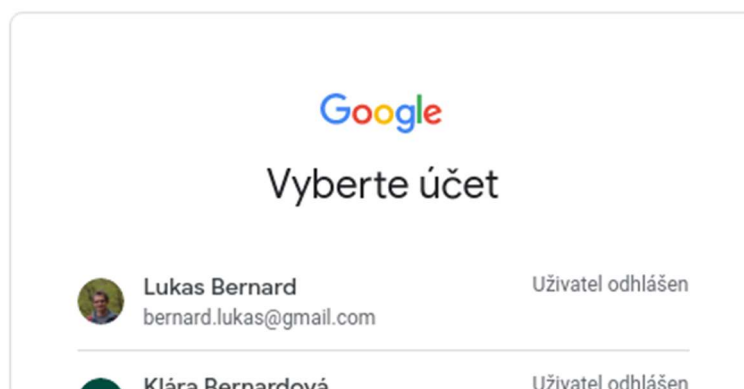 Google
Vyberte účet
Lukas Bernard
Uživatel odhlášen
bernard.lukas@gmail.com
Klára Bernardová
Uživatel odhlášen